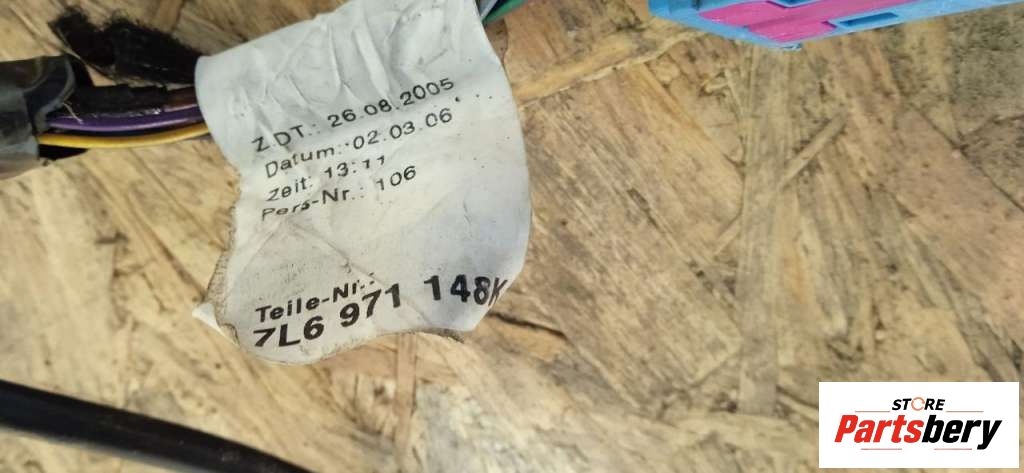 Z.DT.: 26.08.2005
Datum: 02.03.06
Zeit: 13:11
Pers-Nr.: 106
Teile-Nr.:
7L6 971 148K
STORE
Partsbery